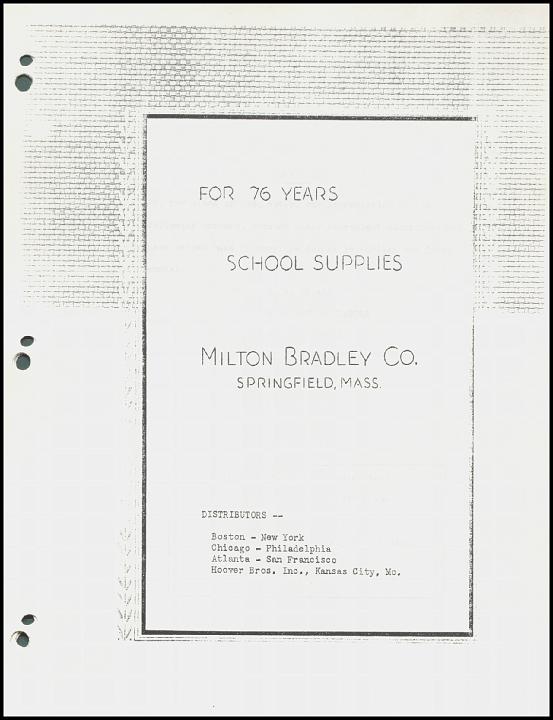 FOR 76 YEARS
SCHOOL SUPPLIES
MILTON BRADLEY CO.
SPRINGFIELD, MASS.
DISTRIBUTORS --
Boston - New York
Chicago - Philadelphia
Atlanta - San Francisco
Hoover Bros. Inc., Kansas City, Mo.